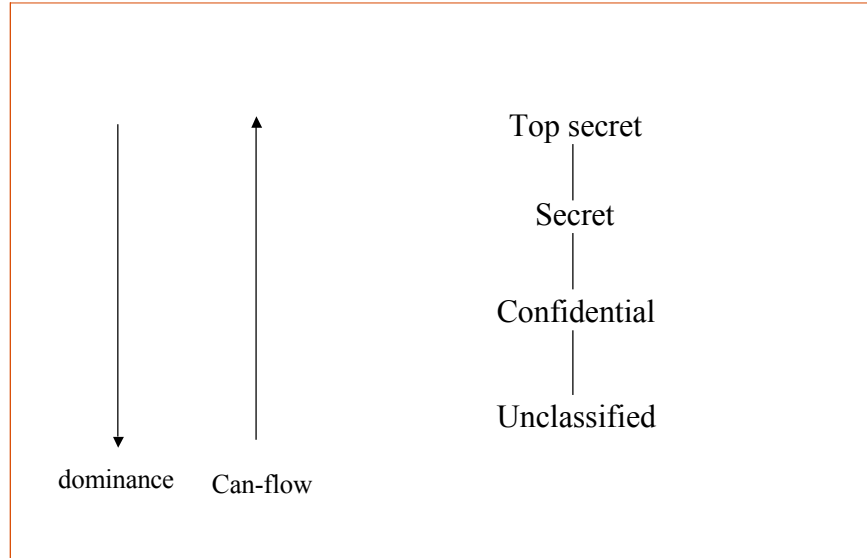 Top secret
Secret
Confidential
Unclassified
dominance
Can-flow